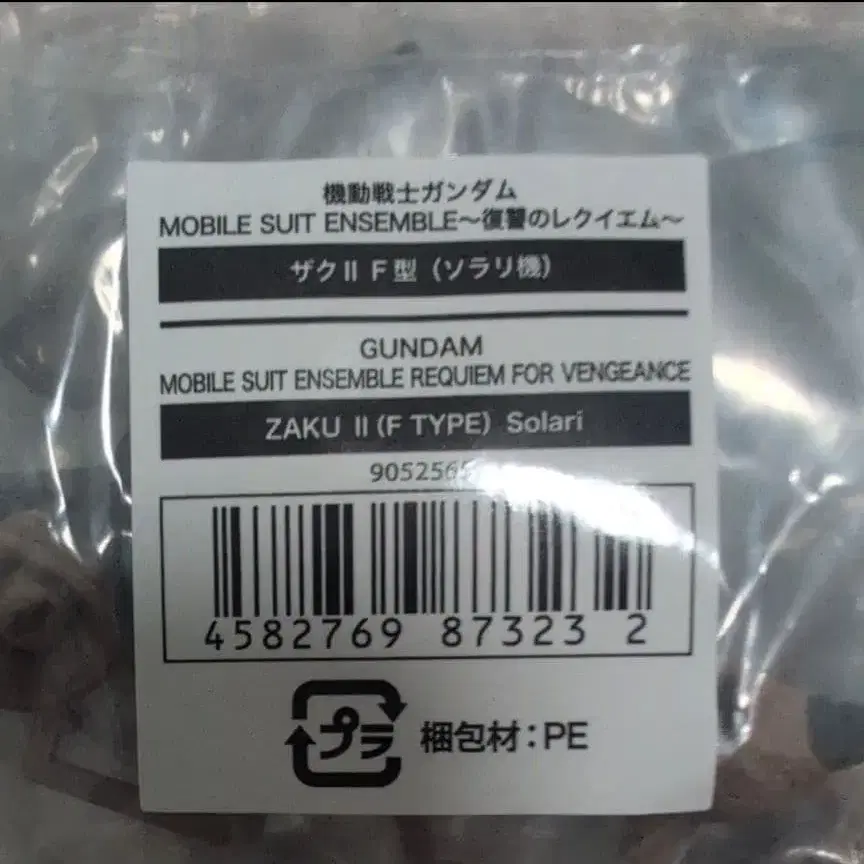 機動戦士ガンダム
MOBILE SUIT ENSEMBLE〜復讐のレクイエム〜
ザクⅡ F型（ソラリ機）
GUNDAM
MOBILE SUIT ENSEMBLE REQUIEM FOR VENGEANCE
ZAKU Ⅱ (F TYPE) Solari
4582769 87323 2
プラ 梱包材：PE